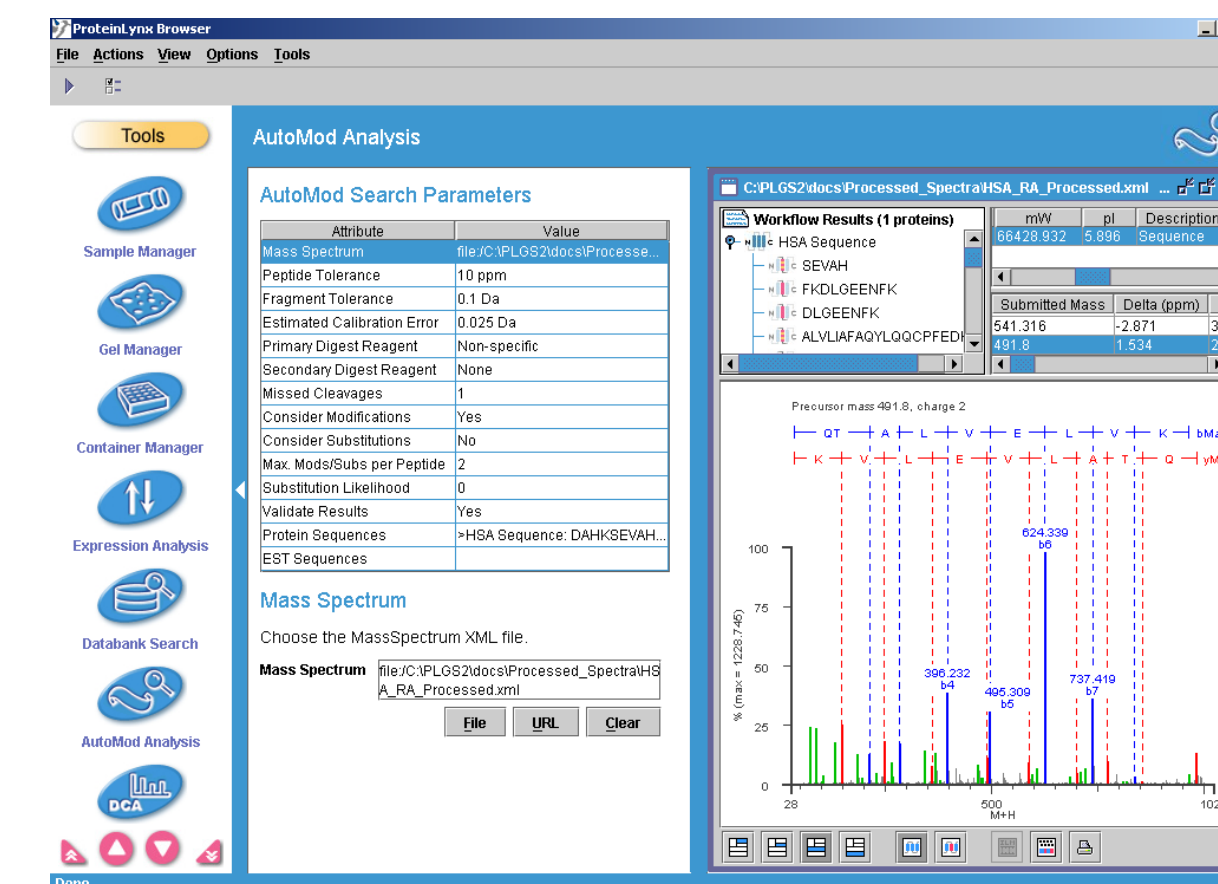 ProteinLynx Browser
File Actions View Options Tools
Tools
Sample Manager
Gel Manager
Container Manager
Expression Analysis
Databank Search
AutoMod Analysis
DCA
AutoMod Analysis
AutoMod Search Parameters
Attribute Value
Mass Spectrum file:/C:\PLGS2\docs\Processe...
Peptide Tolerance 10 ppm
Fragment Tolerance 0.1 Da
Estimated Calibration Error 0.025 Da
Primary Digest Reagent Non-specific
Secondary Digest Reagent None
Missed Cleavages 1
Consider Modifications Yes
Consider Substitutions No
Max. Mods/Subs per Peptide 2
Substitution Likelihood 0
Validate Results Yes
Protein Sequences >HSA Sequence: DAHKSEVAH...
EST Sequences
Mass Spectrum
Choose the MassSpectrum XML file.
Mass Spectrum file:/C:\PLGS2\docs\Processed_Spectra\HS
A_RA_Processed.xml
File URL Clear
C:\PLGS2\docs\Processed_Spectra\HSA_RA_Processed.xml ...
Workflow Results (1 proteins)
N C HSA Sequence
N C SEVAH
N C FKDLGEENFK
N C DLGEENFK
N C ALVLIAFAQYLQQCPFEDH
mW pI Description
66428.932 5.896 Sequence
Submitted Mass Delta (ppm)
541.316 -2.871 3
491.8 1.534 2
Precursor mass 491.8, charge 2
QT A L V E L V K bMa
K V L E V L A T Q yM
624.339
b6
396.232
b4
495.309
b5
737.419
b7
% (max = 1228.745)
100
75
50
25
0
28 500 102
M+H
Done